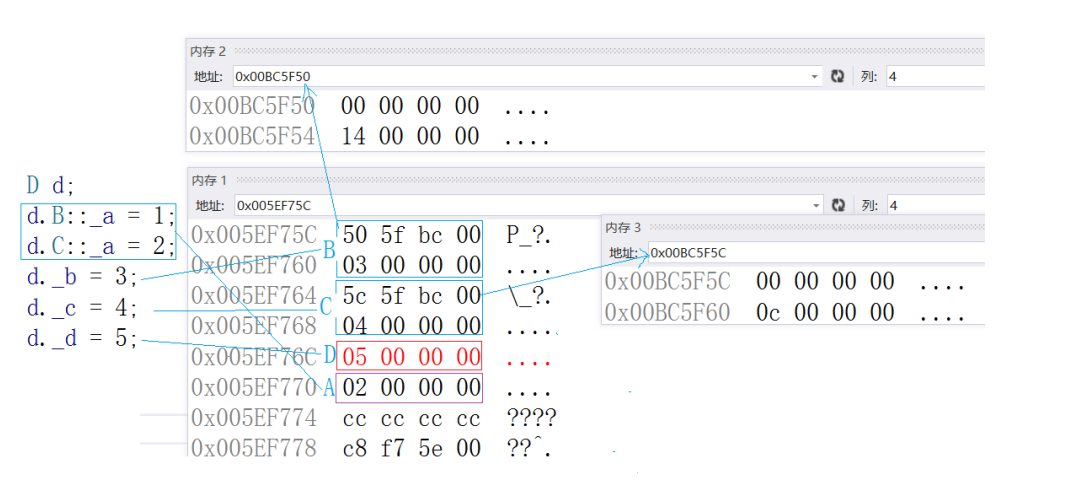 内存 2
地址: 0x00BC5F50 列: 4
0x00BC5F50 00 00 00 00 ....
0x00BC5F54 14 00 00 00 ....
D d;
d.B::_a = 1;
d.C::_a = 2;
d._b = 3;
d._c = 4;
d._d = 5;
内存 1
地址: 0x005EF75C 列: 4
0x005EF75C 50 5f bc 00 P_?.
B
0x005EF760 03 00 00 00 ....
0x005EF764 5c 5f bc 00 \_?.
C
0x005EF768 04 00 00 00 ....
0x005EF76C D 05 00 00 00 ....
0x005EF770 A 02 00 00 00 ....
0x005EF774 cc cc cc cc ????
0x005EF778 c8 f7 5e 00 ??^.
内存 3
地址: 0x00BC5F5C
0x00BC5F5C 00 00 00 00 ....
0x00BC5F60 0c 00 00 00 ....